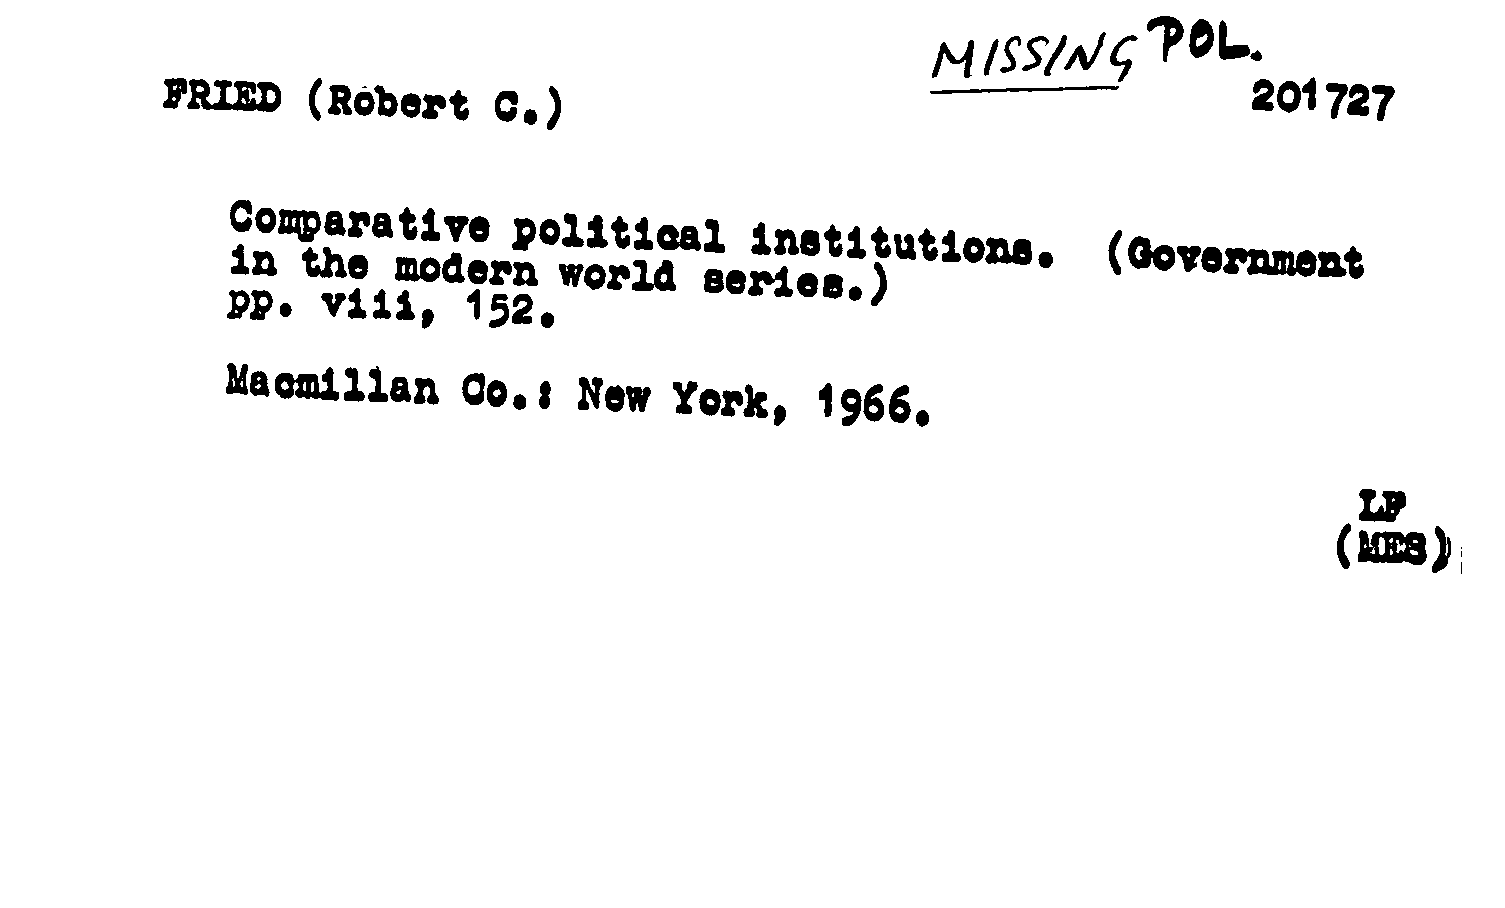 MISSING POL.
201727
FRIED (Robert C.)
Comparative political institutions. (Government
in the modern world series.)
pp. viii, 152.
Macmillan Co.: New York, 1966.
LF
(MES)